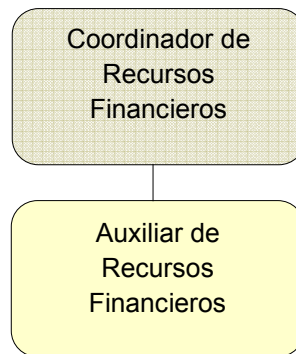 Coordinador de
Recursos
Financieros
Auxiliar de
Recursos
Financieros